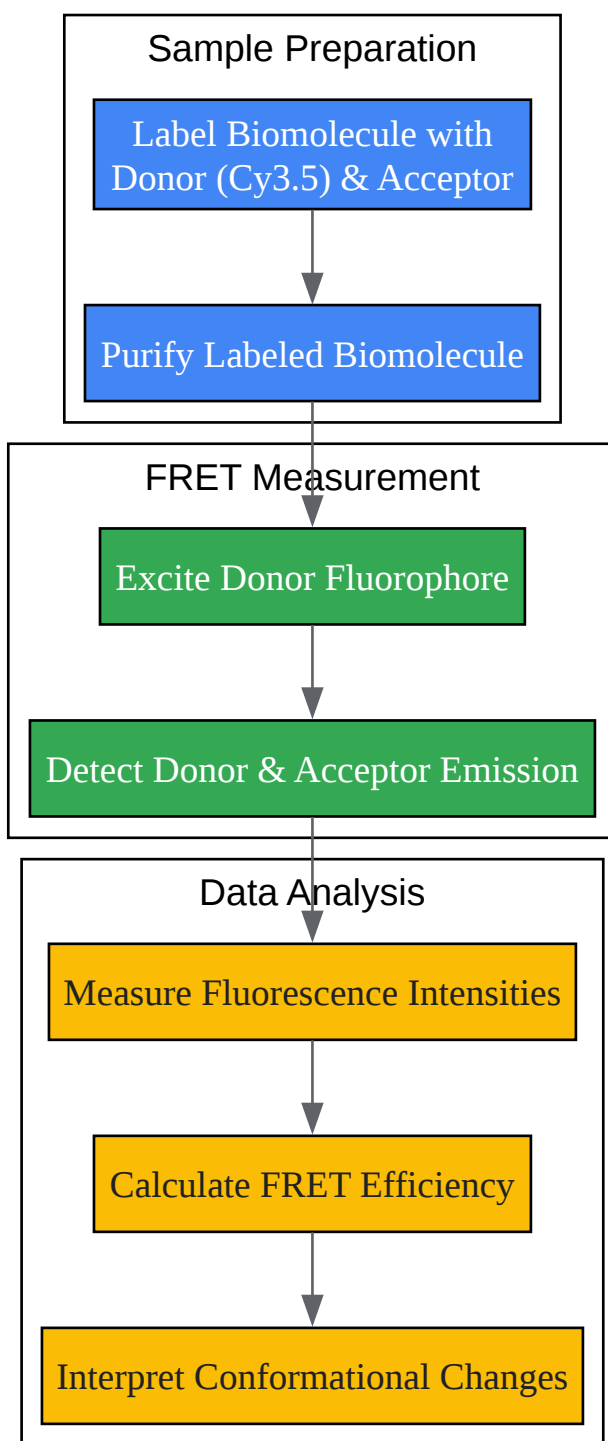 Sample Preparation
Label Biomolecule with
Donor (Cy3.5) & Acceptor
Purify Labeled Biomolecule
FRET Measurement
Excite Donor Fluorophore
Detect Donor & Acceptor Emission
Data Analysis
Measure Fluorescence Intensities
Calculate FRET Efficiency
Interpret Conformational Changes